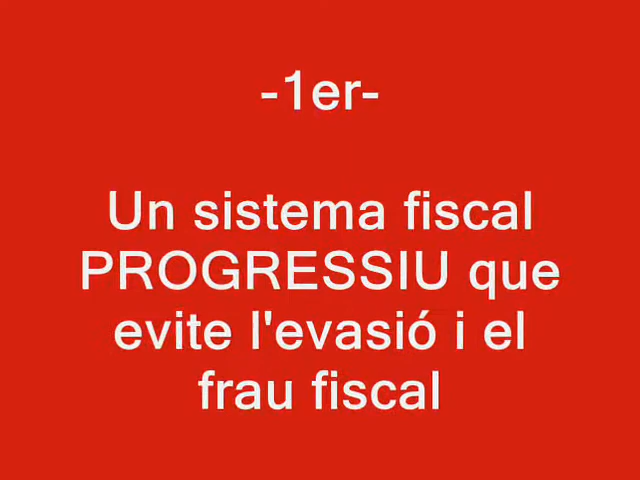 -1er-
Un sistema fiscal
PROGRESSIU que
evite l'evasió i el
frau fiscal